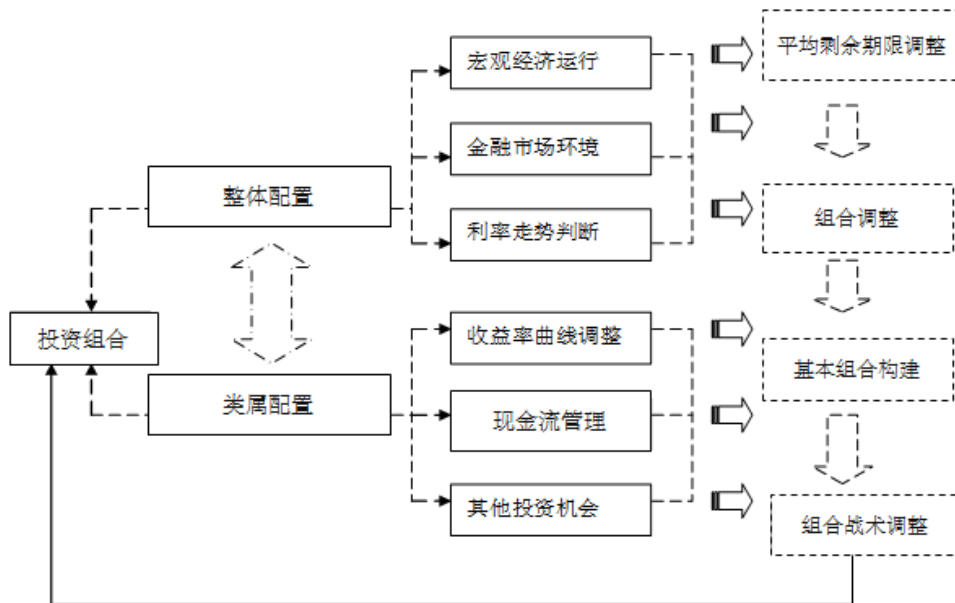 宏观经济运行
平均剩余期限调整
金融市场环境
整体配置
利率走势判断
组合调整
投资组合
收益率曲线调整
基本组合构建
类属配置
现金流管理
其他投资机会
组合战术调整